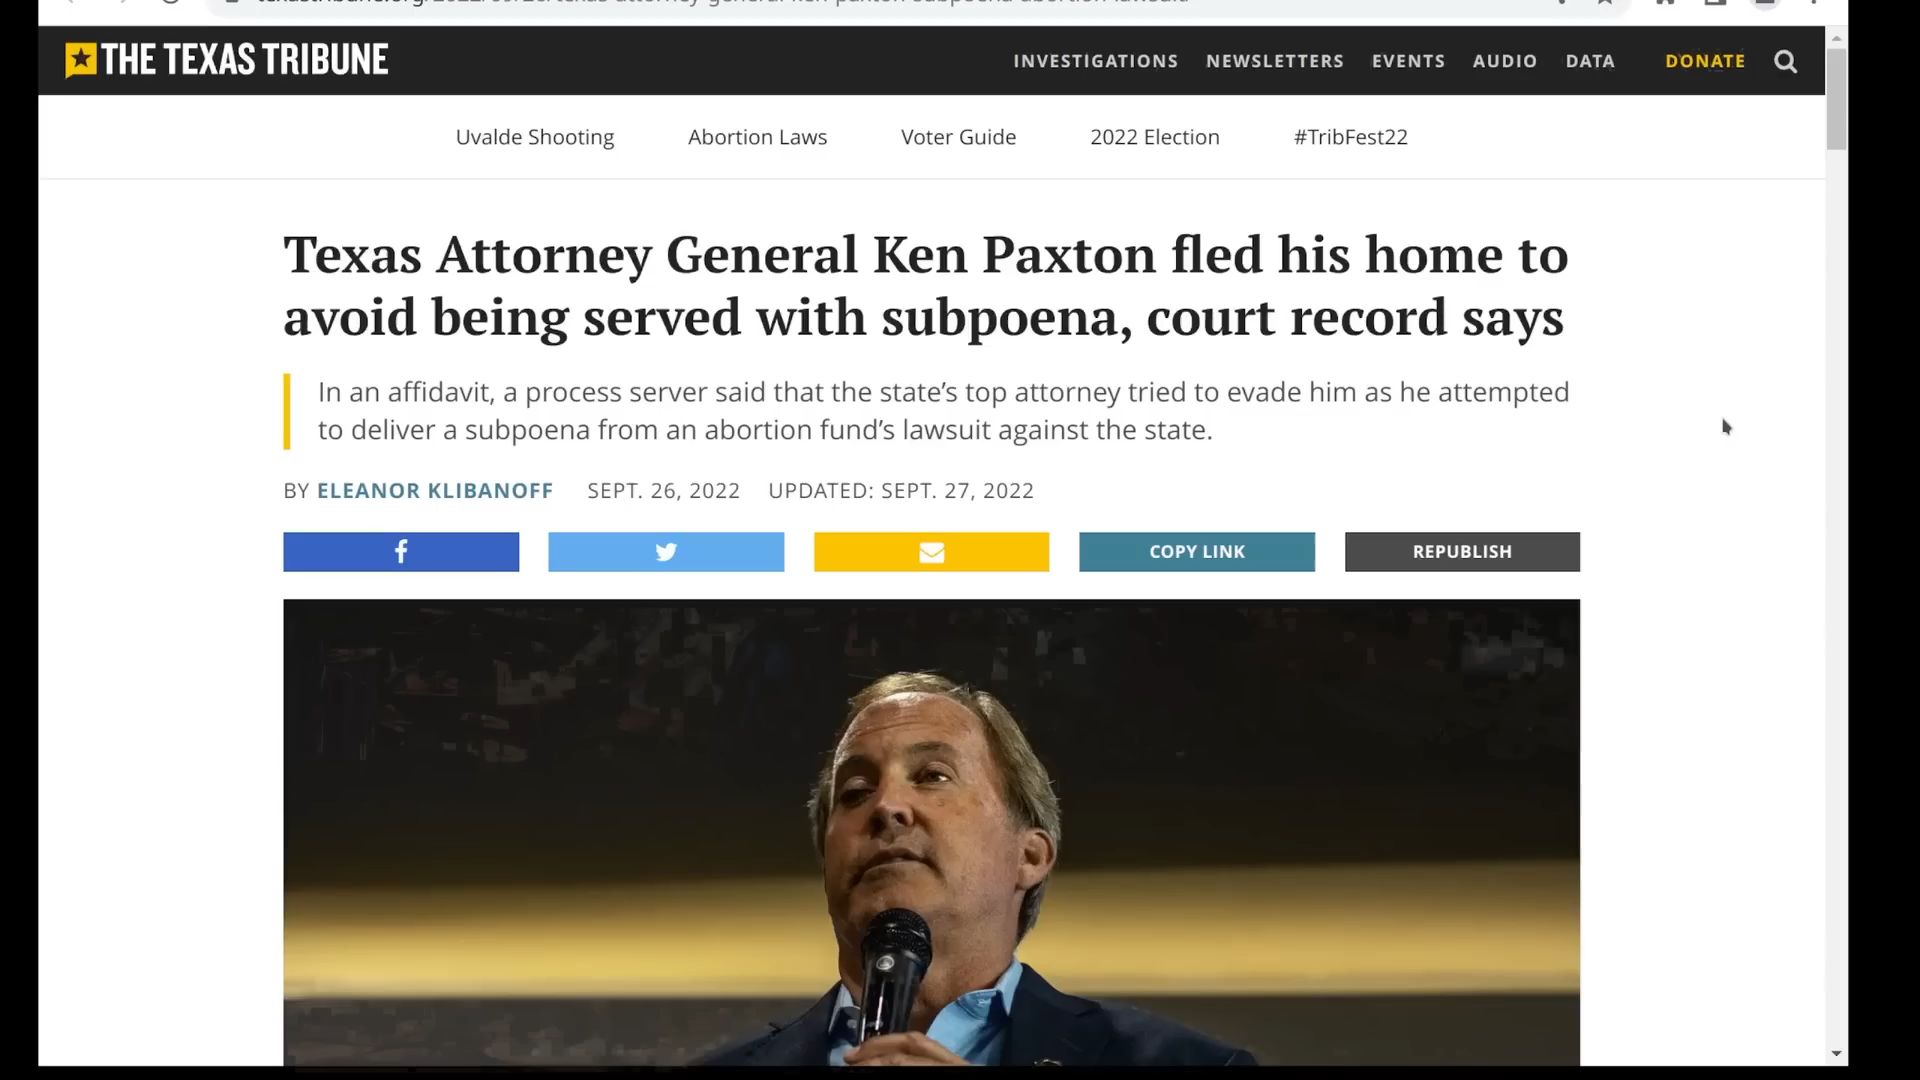 THE TEXAS TRIBUNE
INVESTIGATIONS NEWSLETTERS EVENTS AUDIO DATA DONATE
Uvalde Shooting Abortion Laws Voter Guide 2022 Election #TribFest22
Texas Attorney General Ken Paxton fled his home to
avoid being served with subpoena, court record says
In an affidavit, a process server said that the state’s top attorney tried to evade him as he attempted
to deliver a subpoena from an abortion fund’s lawsuit against the state.
BY ELEANOR KLIBANOFF SEPT. 26, 2022 UPDATED: SEPT. 27, 2022
COPY LINK REPUBLISH